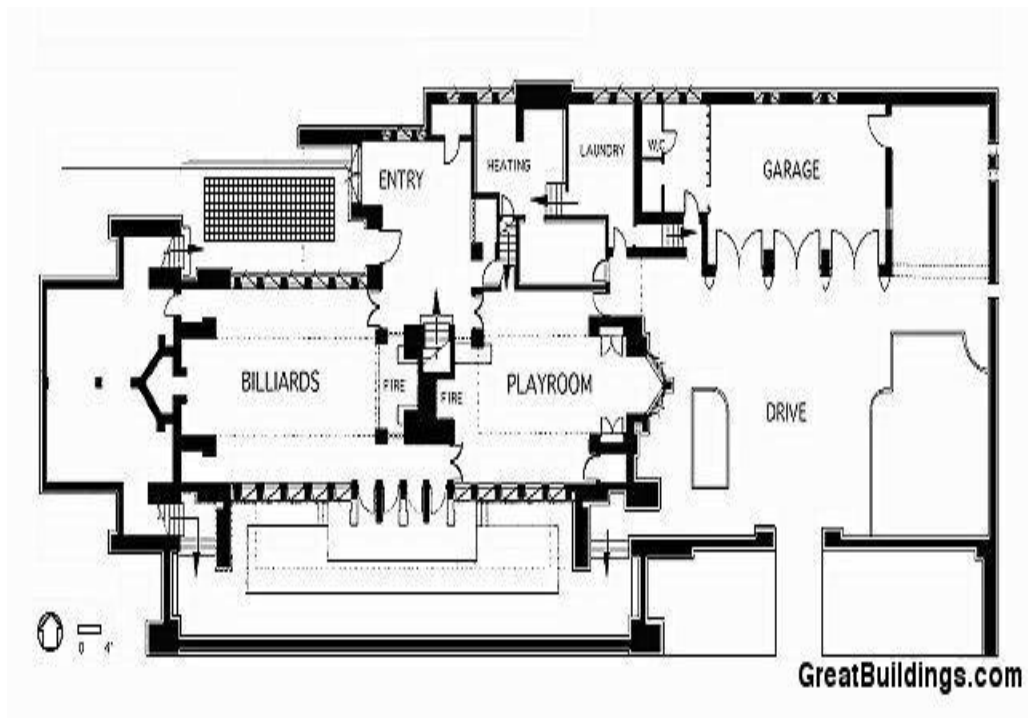 ENTRY
HEATING
LAUNDRY
W.C
GARAGE
BILLIARDS
FIRE
FIRE
PLAYROOM
DRIVE
0 4'
GreatBuildings.com